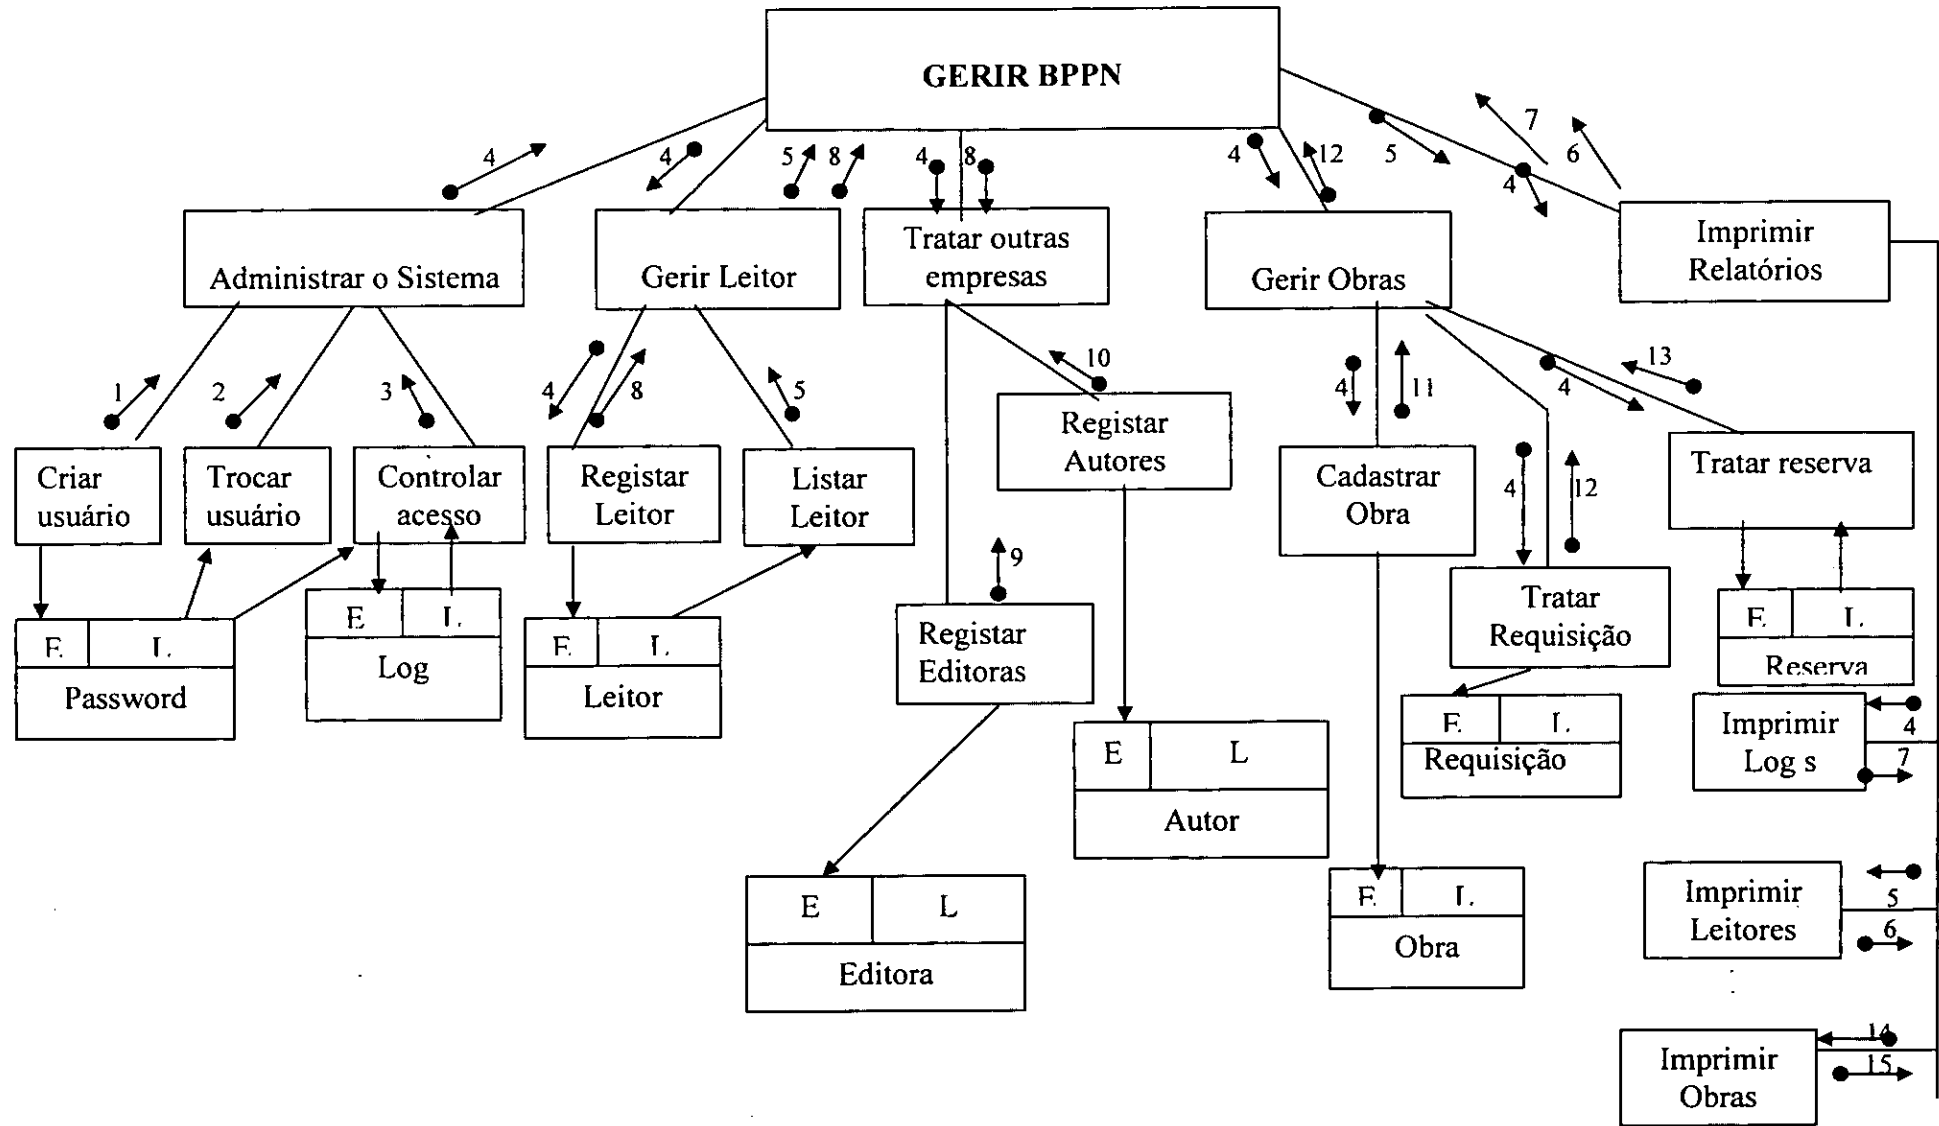 GERIR BPPN
4
4
5
8
4
8
4
12
5
7
6
4
Administrar o Sistema
Gerir Leitor
Tratar outras
empresas
Gerir Obras
Imprimir
Relatórios
1
2
3
4
8
5
10
4
11
4
13
Criar
usuário
Trocar
usuário
Controlar
acesso
Registar
Leitor
Listar
Leitor
Registar
Autores
Cadastrar
Obra
4
12
Tratar reserva
9
E L
Password
E L
Log
E L
Leitor
Registar
Editoras
Tratar
Requisição
E L
Reserva
E L
Requisição
Imprimir
Log s
4
7
E L
Autor
E L
Editora
E L
Obra
Imprimir
Leitores
5
6
Imprimir
Obras
14
15